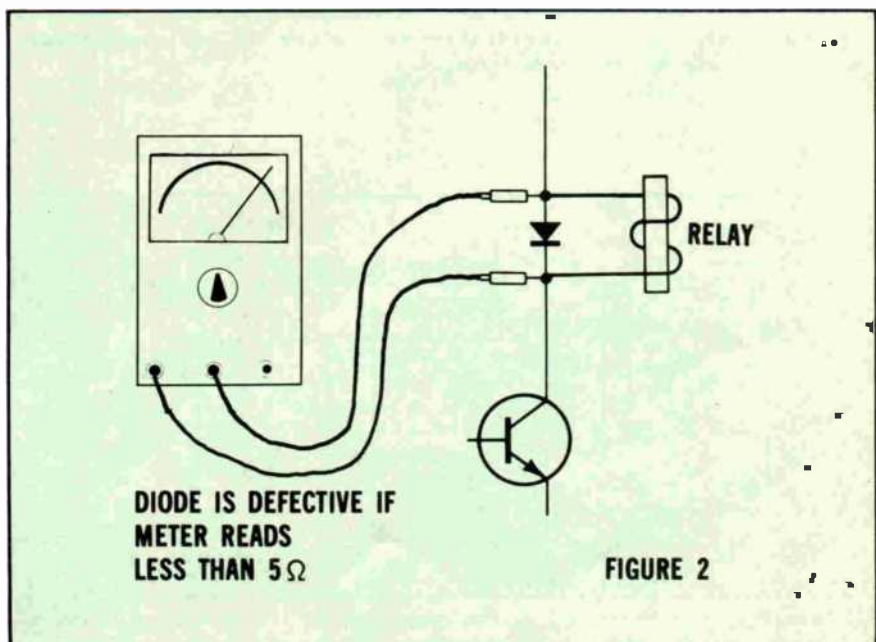 RELAY
DIODE IS DEFECTIVE IF
METER READS
LESS THAN 5Ω
FIGURE 2